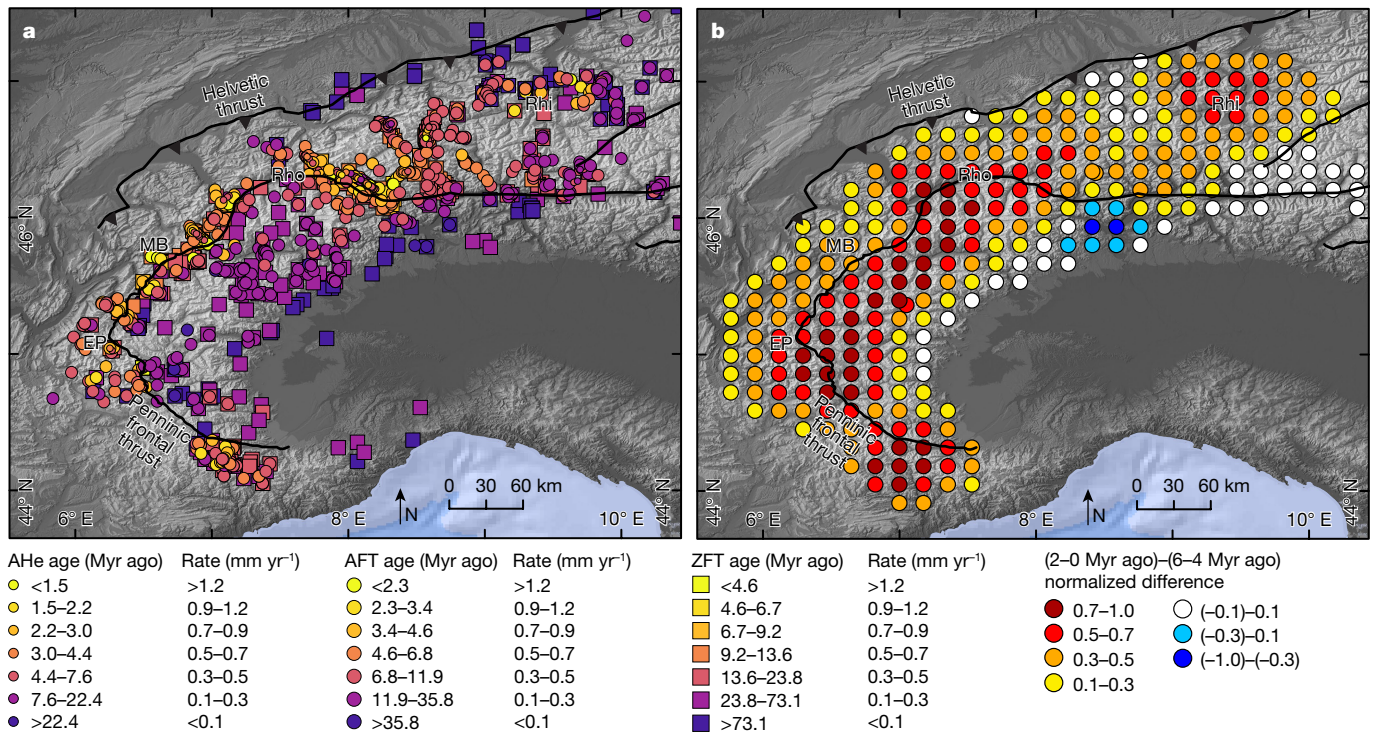 a
Helvetic
thrust
Rhi
Rho
MB
EP
Penninic
frontal
thrust
46° N
44° N
6° E
8° E
10° E
44° N
N
0 30 60 km
b
Helvetic
thrust
Rhi
Rho
MB
EP
Penninic
frontal
thrust
46° N
44° N
6° E
8° E
10° E
44° N
N
0 30 60 km
AHe age (Myr ago) Rate (mm yr⁻¹)
<1.5 >1.2
1.5–2.2 0.9–1.2
2.2–3.0 0.7–0.9
3.0–4.4 0.5–0.7
4.4–7.6 0.3–0.5
7.6–22.4 0.1–0.3
>22.4 <0.1
AFT age (Myr ago) Rate (mm yr⁻¹)
<2.3 >1.2
2.3–3.4 0.9–1.2
3.4–4.6 0.7–0.9
4.6–6.8 0.5–0.7
6.8–11.9 0.3–0.5
11.9–35.8 0.1–0.3
>35.8 <0.1
ZFT age (Myr ago) Rate (mm yr⁻¹)
<4.6 >1.2
4.6–6.7 0.9–1.2
6.7–9.2 0.7–0.9
9.2–13.6 0.5–0.7
13.6–23.8 0.3–0.5
23.8–73.1 0.1–0.3
>73.1 <0.1
(2–0 Myr ago)–(6–4 Myr ago)
normalized difference
0.7–1.0 (–0.1)–0.1
0.5–0.7 (–0.3)–0.1
0.3–0.5 (–1.0)–(–0.3)
0.1–0.3